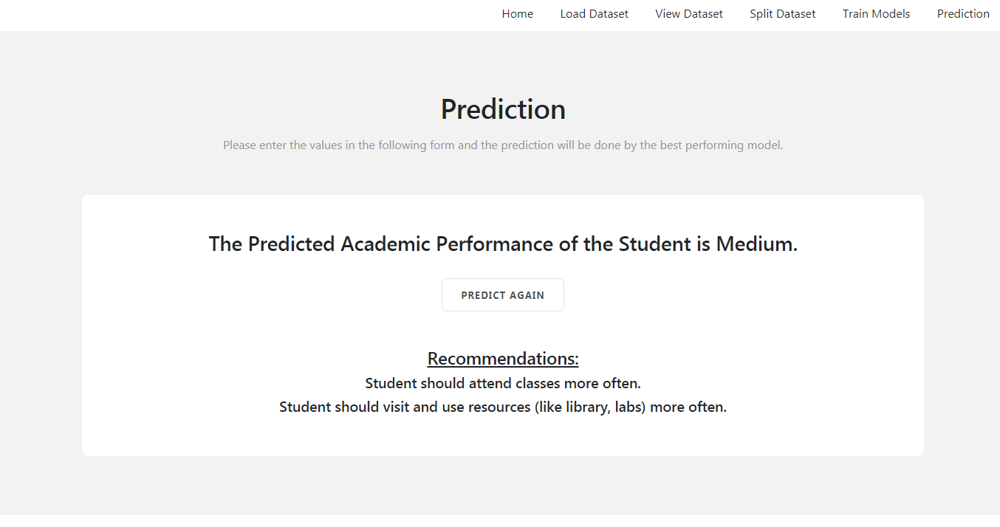 Home Load Dataset View Dataset Split Dataset Train Models Prediction
Prediction
Please enter the values in the following form and the prediction will be done by the best performing model.
The Predicted Academic Performance of the Student is Medium.
PREDICT AGAIN
Recommendations:
Student should attend classes more often.
Student should visit and use resources (like library, labs) more often.